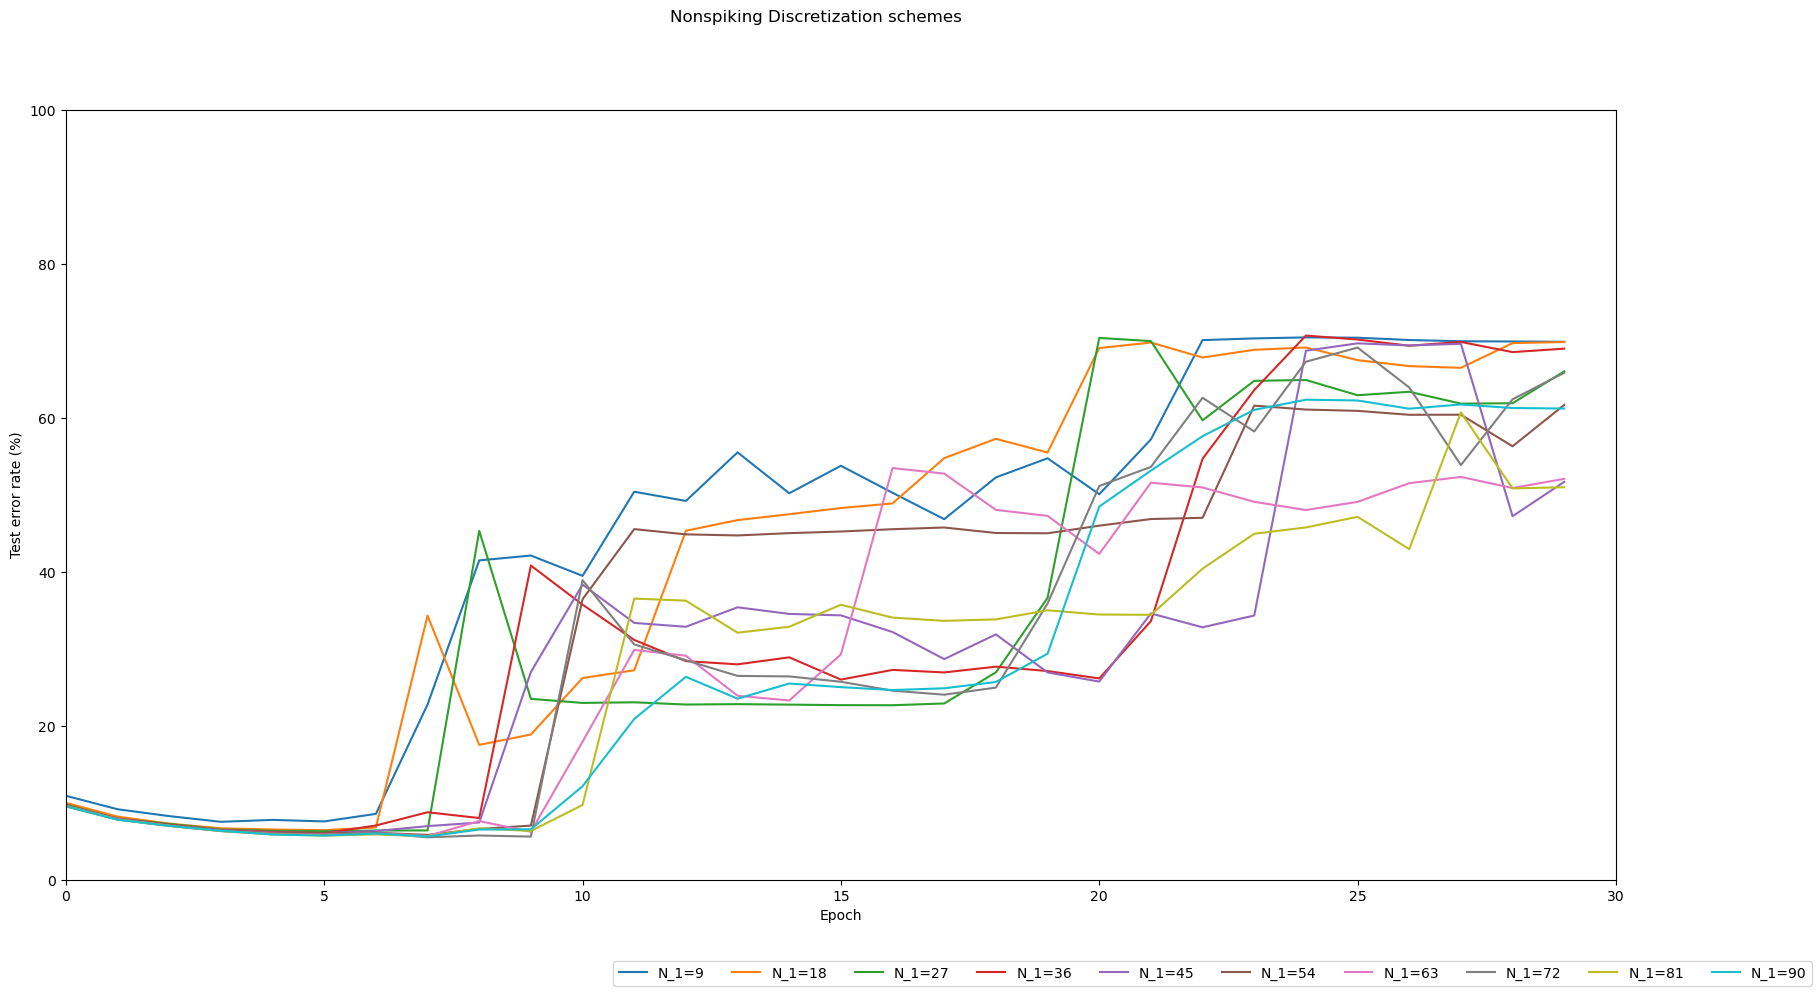 Nonspiking Discretization schemes
100
80
60
40
20
0
Test error rate (%)
0 5 10 15 20 25 30
Epoch
N_1=9 N_1=18 N_1=27 N_1=36 N_1=45 N_1=54 N_1=63 N_1=72 N_1=81 N_1=90